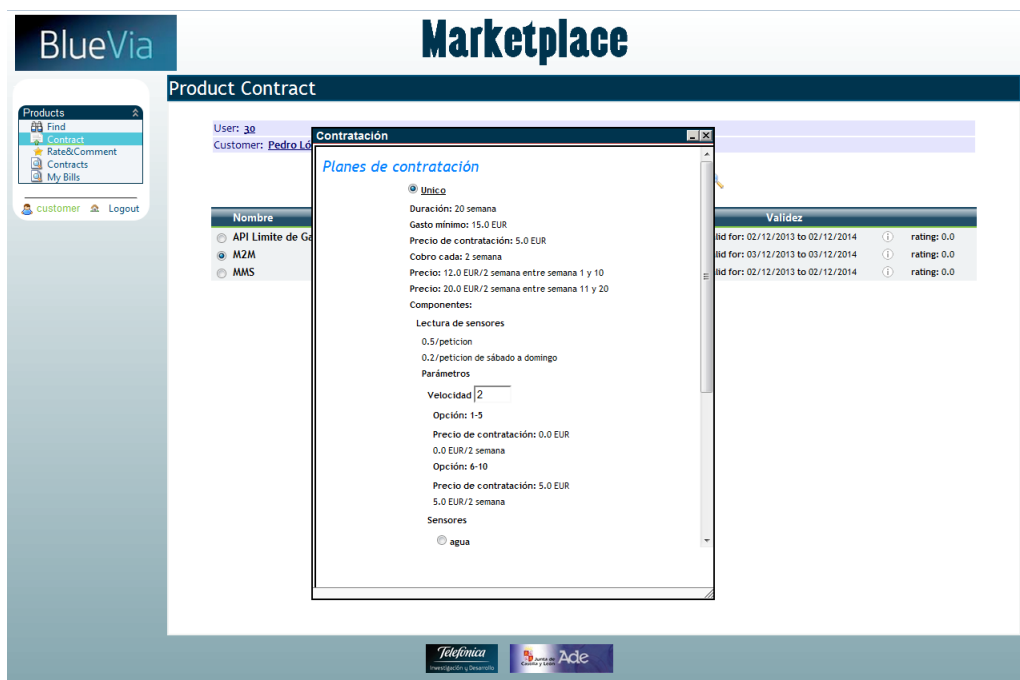 BlueVia
Marketplace
Product Contract
Products
Find
Contract
Rate&Comment
Contracts
My Bills
customer Logout
User: 30
Customer: Pedro Ló
Nombre Validez
API Limite de Ga lid for: 02/12/2013 to 02/12/2014 rating: 0.0
M2M lid for: 03/12/2013 to 03/12/2014 rating: 0.0
MMS lid for: 02/12/2013 to 02/12/2014 rating: 0.0
Contratación
Planes de contratación
Unico
Duración: 20 semana
Gasto mínimo: 15.0 EUR
Precio de contratación: 5.0 EUR
Cobro cada: 2 semana
Precio: 12.0 EUR/2 semana entre semana 1 y 10
Precio: 20.0 EUR/2 semana entre semana 11 y 20
Componentes:
Lectura de sensores
0.5/peticion
0.2/peticion de sábado a domingo
Parámetros
Velocidad 2
Opción: 1-5
Precio de contratación: 0.0 EUR
0.0 EUR/2 semana
Opción: 6-10
Precio de contratación: 5.0 EUR
5.0 EUR/2 semana
Sensores
agua
Telefónica
Investigación y Desarrollo
Junta de
Castilla y León
Ade